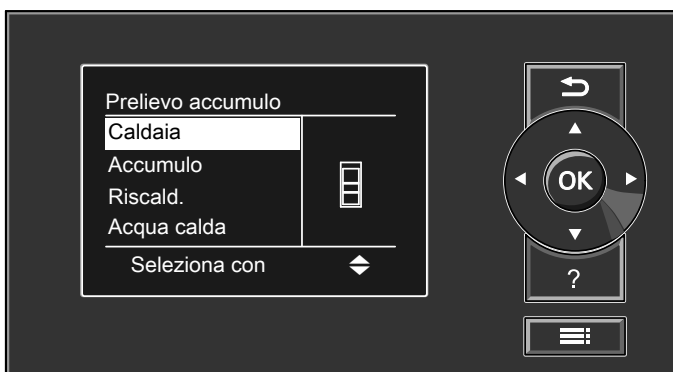 Prelievo accumulo
Caldaia
Accumulo
Riscald.
Acqua calda
Seleziona con
OK
?